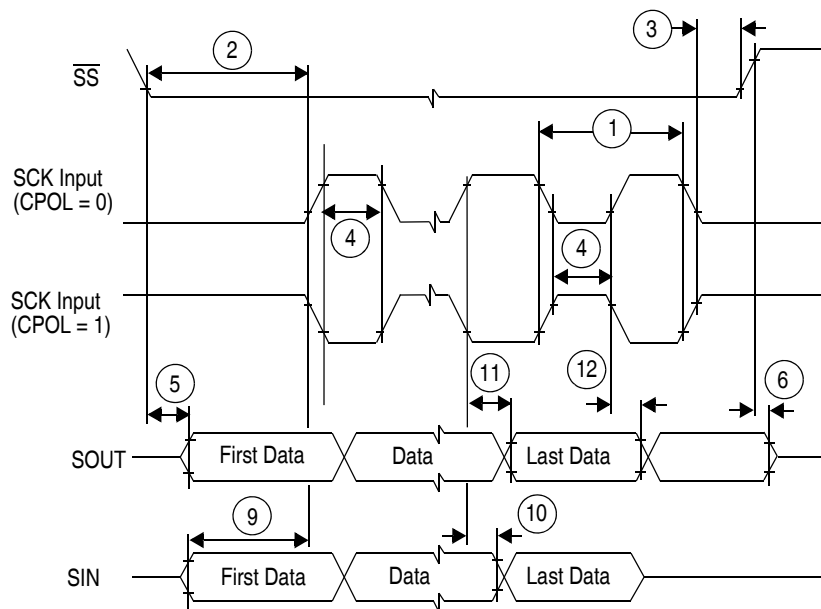 2
3
SS
1
SCK Input
(CPOL = 0)
4
4
SCK Input
(CPOL = 1)
5
11
12
6
SOUT
First Data
Data
Last Data
9
10
SIN
First Data
Data
Last Data